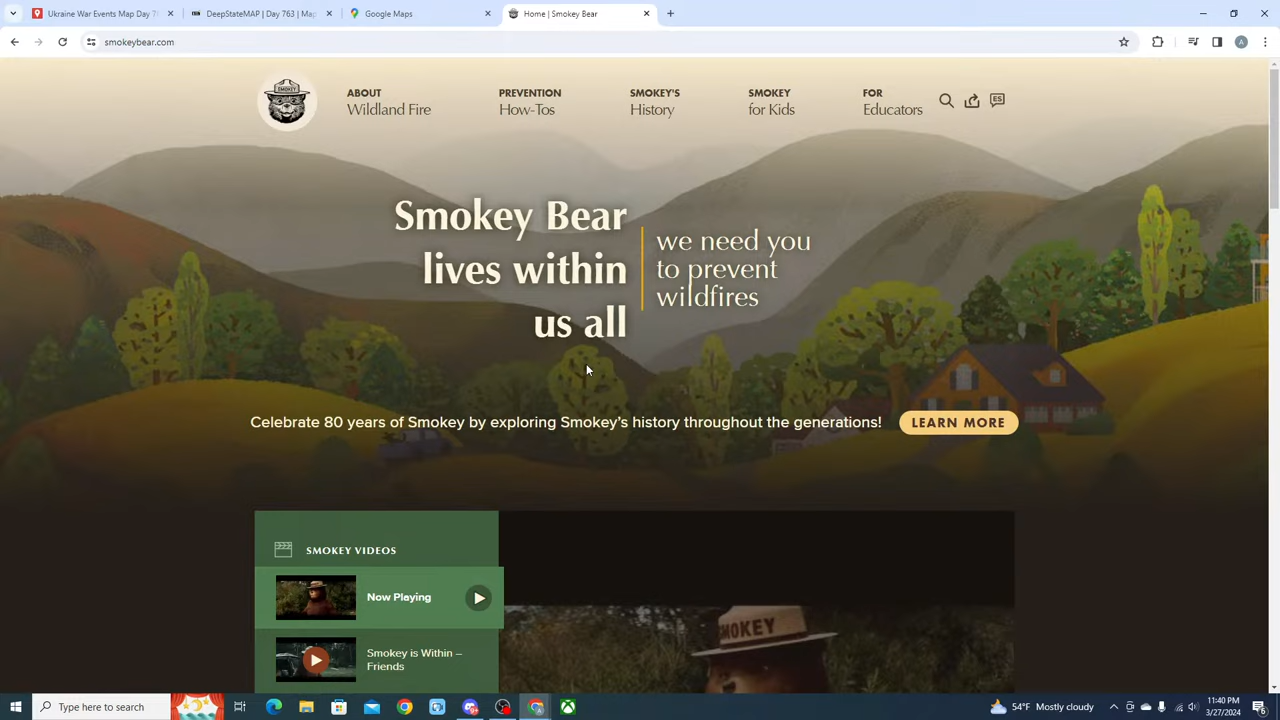 Ukraine War Events Map Day 7
DeepStateMAP | Day 763 | Map
Google Maps
Home | Smokey Bear
smokeybear.com
A
SMOKEY
ABOUT
Wildland Fire
PREVENTION
How-Tos
SMOKEY'S
History
SMOKEY
for Kids
FOR
Educators
ES
Smokey Bear
lives within
us all
we need you
to prevent
wildfires
Celebrate 80 years of Smokey by exploring Smokey's history throughout the generations!
LEARN MORE
SMOKEY VIDEOS
Now Playing
Smokey is Within –
Friends
SMOKEY
Type here to search
54°F Mostly cloudy
11:40 PM
3/27/2024
6